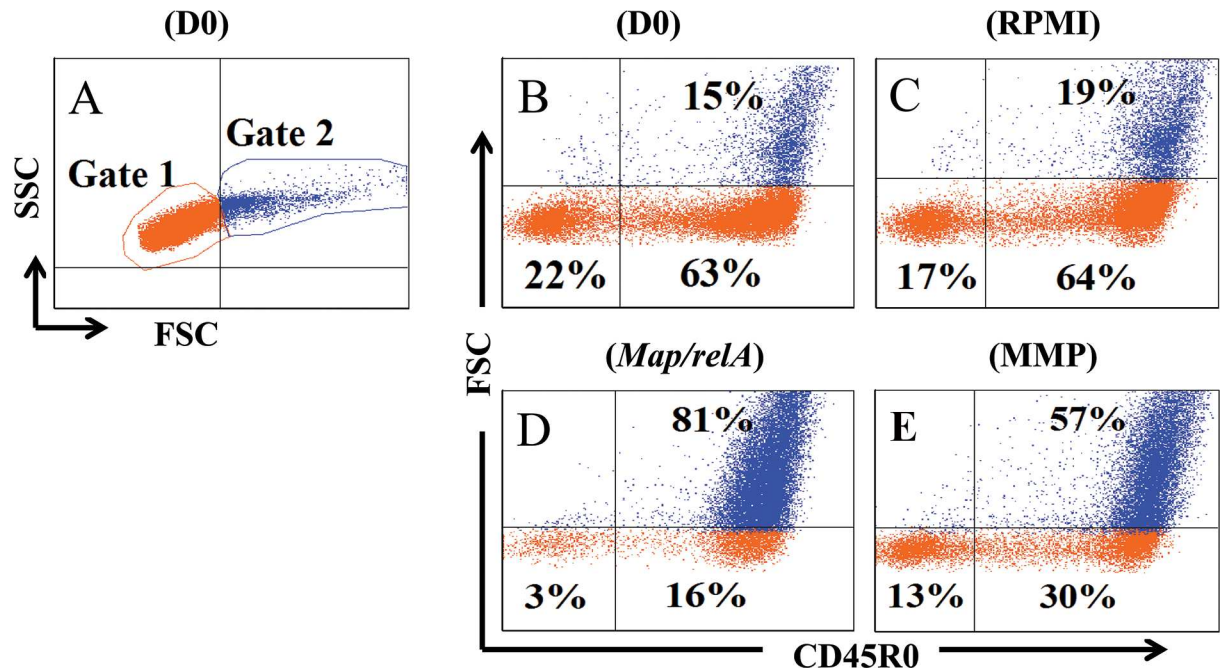 (D0)
A
Gate 1
Gate 2
SSC
FSC
(D0)
B
15%
22%
63%
(RPMI)
C
19%
17%
64%
(Map/relA)
D
81%
3%
16%
(MMP)
E
57%
13%
30%
FSC
CD45R0